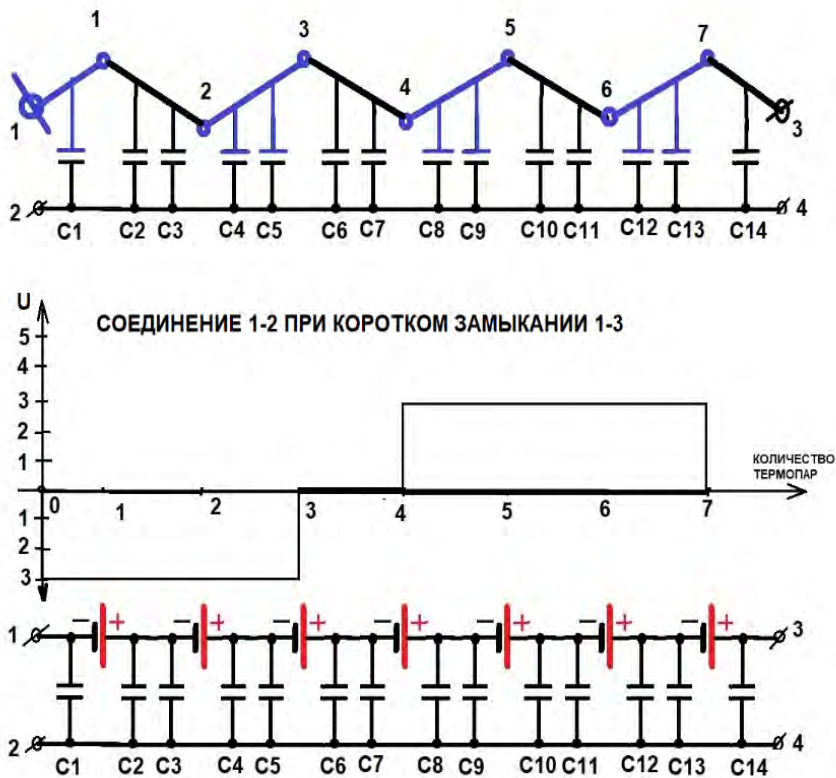 1 3 5 7
1 2 4 6 3
2 4
C1 C2 C3 C4 C5 C6 C7 C8 C9 C10 C11 C12 C13 C14
U
СОЕДИНЕНИЕ 1-2 ПРИ КОРОТКОМ ЗАМЫКАНИИ 1-3
5
4
3
2
1
КОЛИЧЕСТВО
ТЕРМОПАР
0 1 2 3 4 5 6 7
1
2
3
1 − + − + − + − + − + − + − + 3
2 4
C1 C2 C3 C4 C5 C6 C7 C8 C9 C10 C11 C12 C13 C14